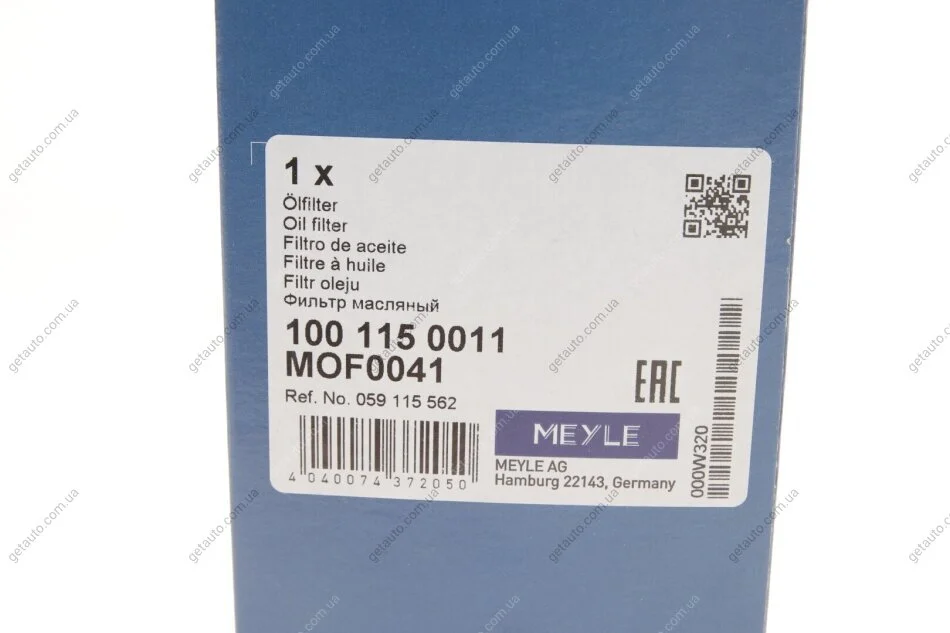 1 x
Ölfilter
Oil filter
Filtro de aceite
Filtre à huile
Filtr oleju
Фильтр масляный
100 115 0011
MOF0041
Ref. No. 059 115 562
4 040074 372050
EAC
MEYLE
MEYLE AG
Hamburg 22143, Germany
000W320
getauto.com.ua